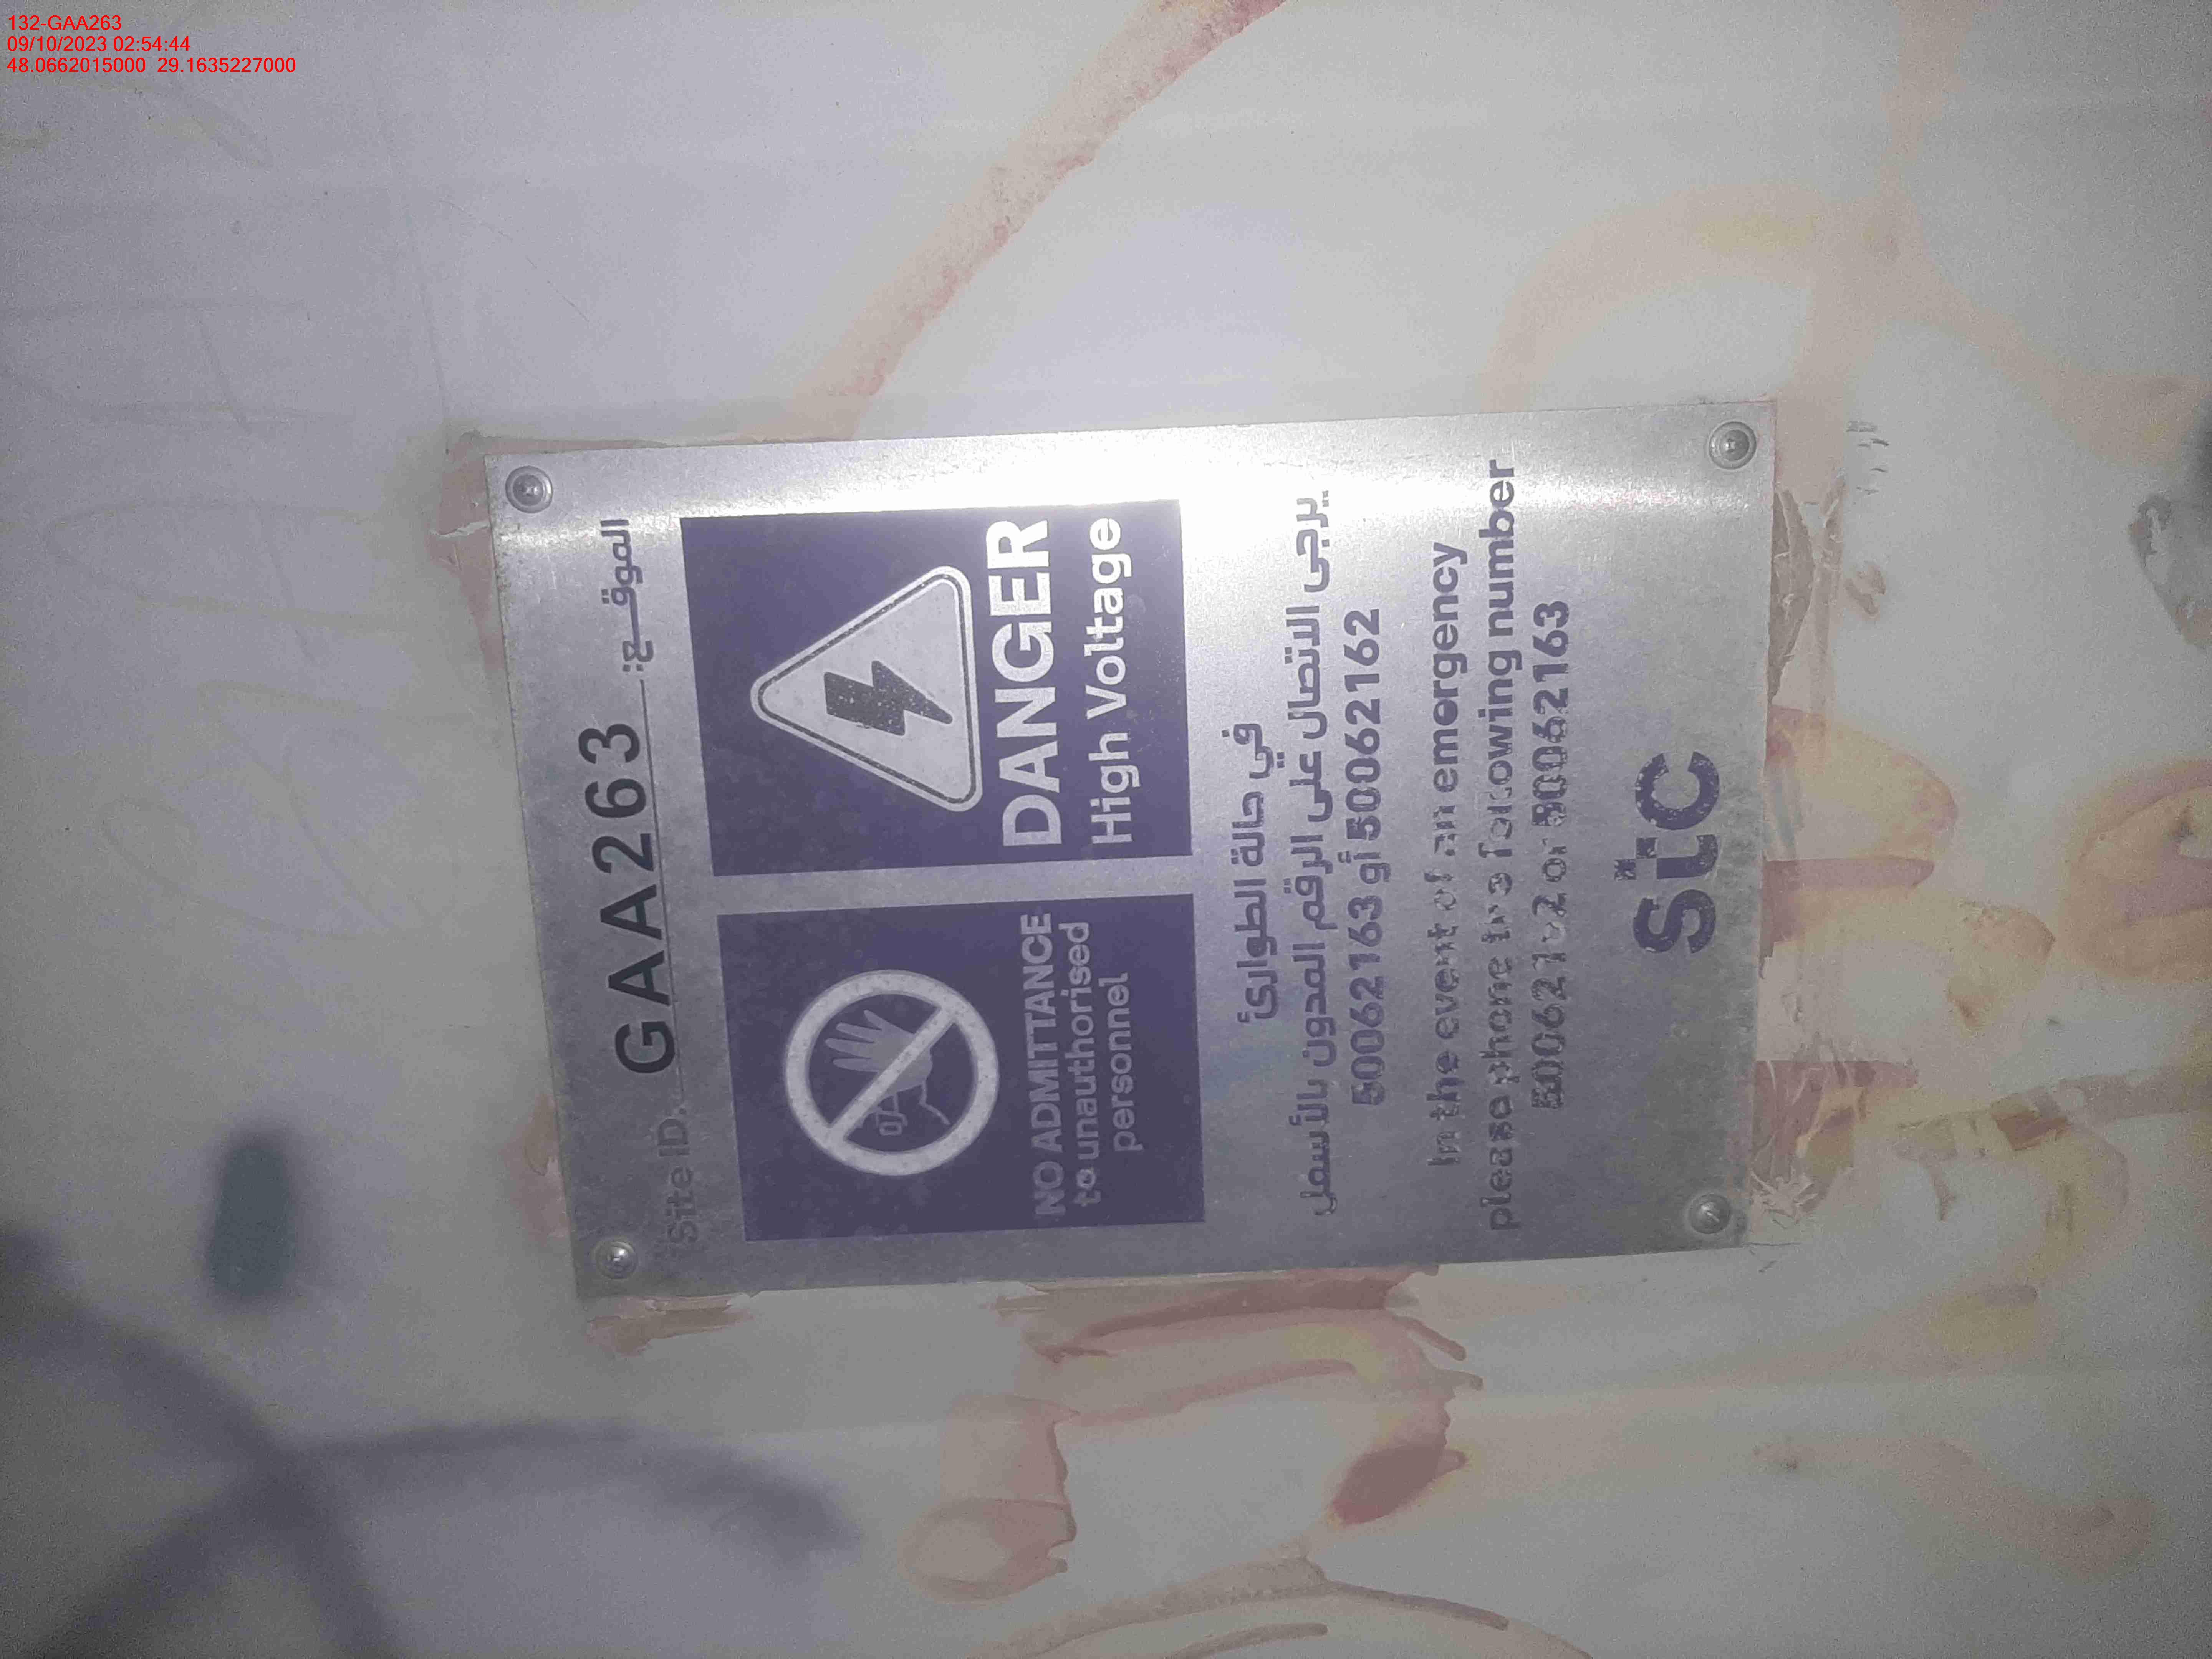 132-GAA263
09/10/2023 02:54:44
48.0662015000 29.1635227000
Site ID. GAA263 الموقـــع:
NO ADMITTANCE
to unauthorised
personnel
DANGER
High Voltage
في حالة الطوارئ
يرجى الاتصال على الرقم المدون بالأسفل
50062163 أو 50062162
In the event of an emergency
please phone the following number
50062162 or 50062163
stc